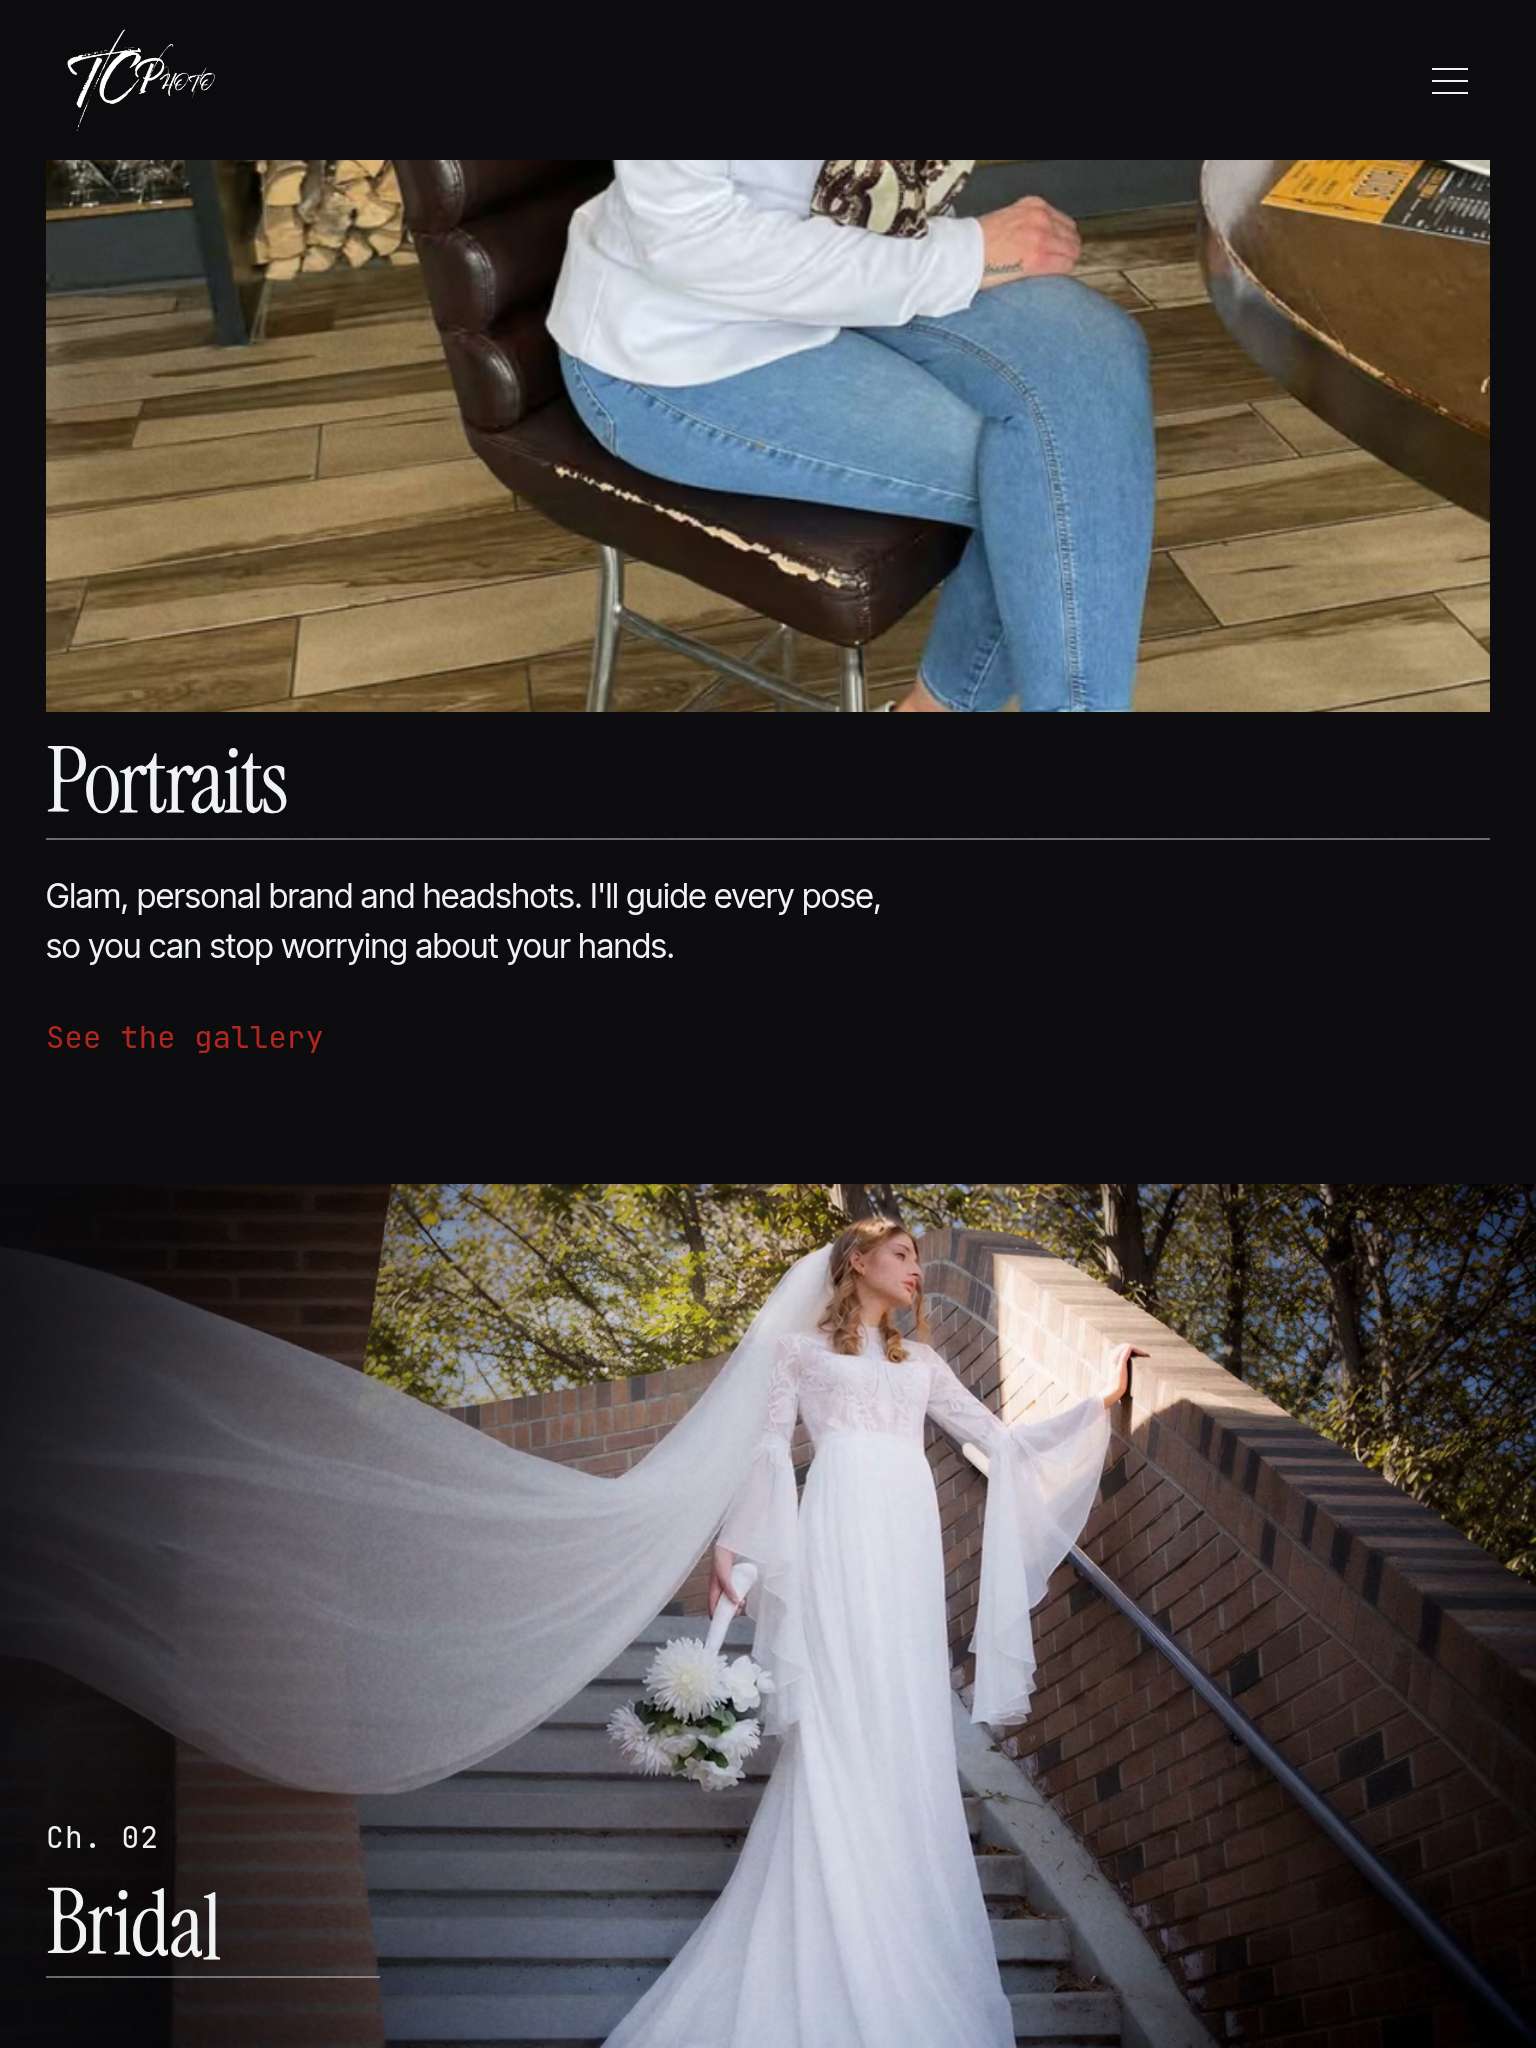 TCPHOTO
Portraits
Glam, personal brand and headshots. I'll guide every pose,
so you can stop worrying about your hands.
See the gallery
Ch. 02
Bridal